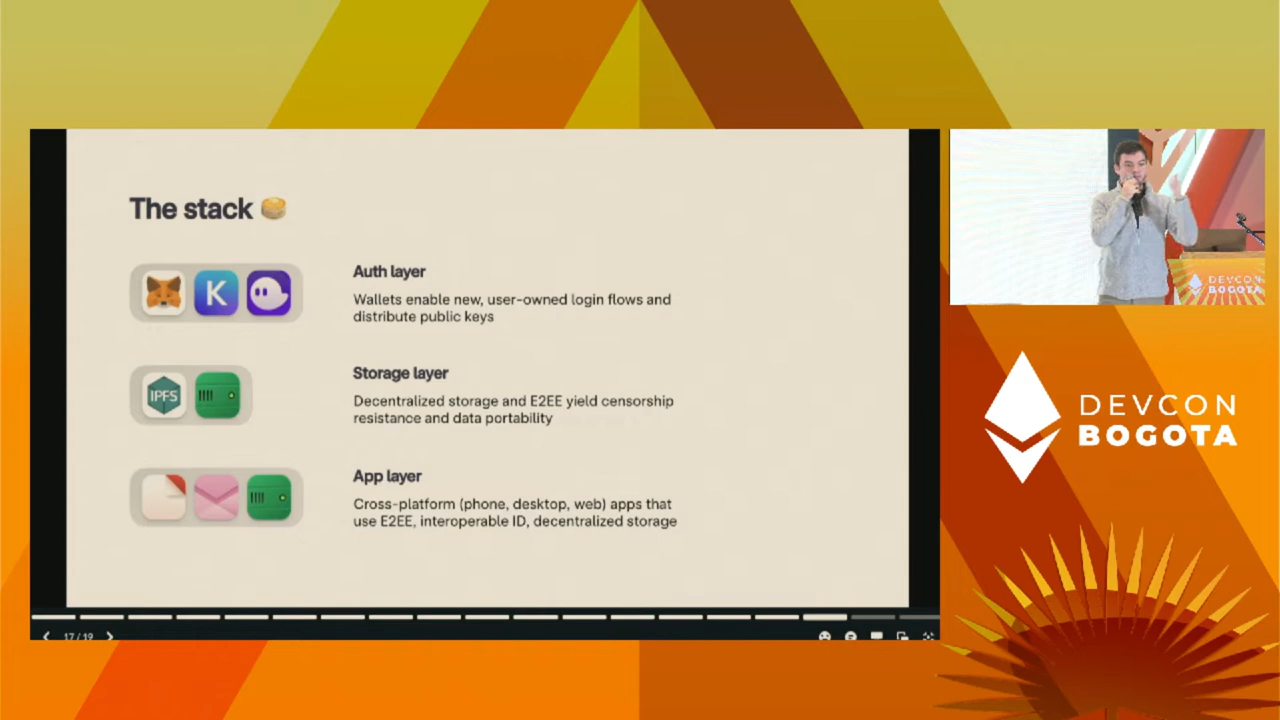 The stack
K
Auth layer
Wallets enable new, user-owned login flows and
distribute public keys
IPFS
Storage layer
Decentralized storage and E2EE yield censorship
resistance and data portability
App layer
Cross-platform (phone, desktop, web) apps that
use E2EE, interoperable ID, decentralized storage
17 / 19
DEVCON
BOGOTA
DEVCON
BOGOTA